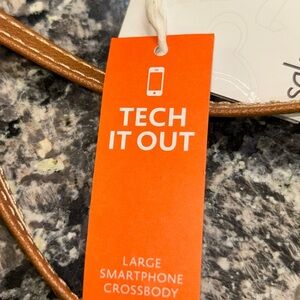 TECH
IT OUT
LARGE
SMARTPHONE
CROSSBODY